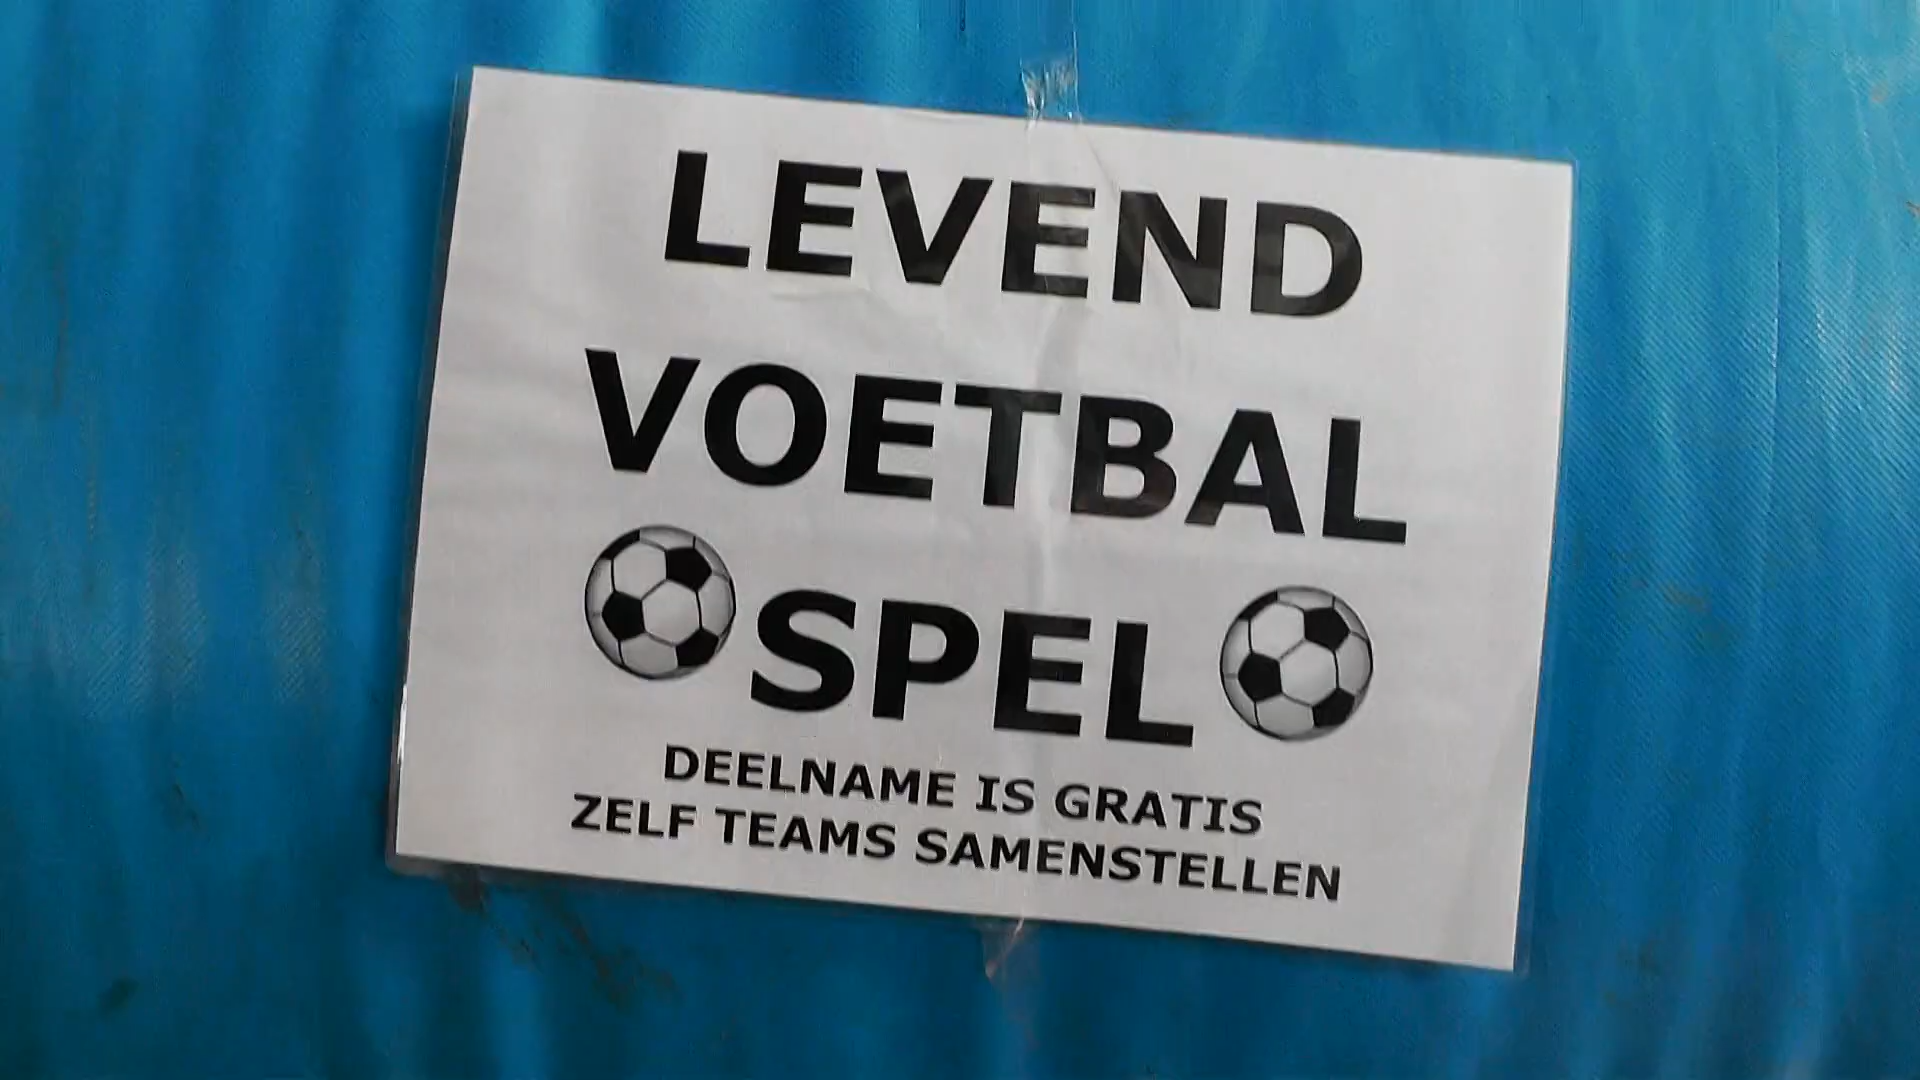 LEVEND
VOETBAL
SPEL
DEELNAME IS GRATIS
ZELF TEAMS SAMENSTELLEN